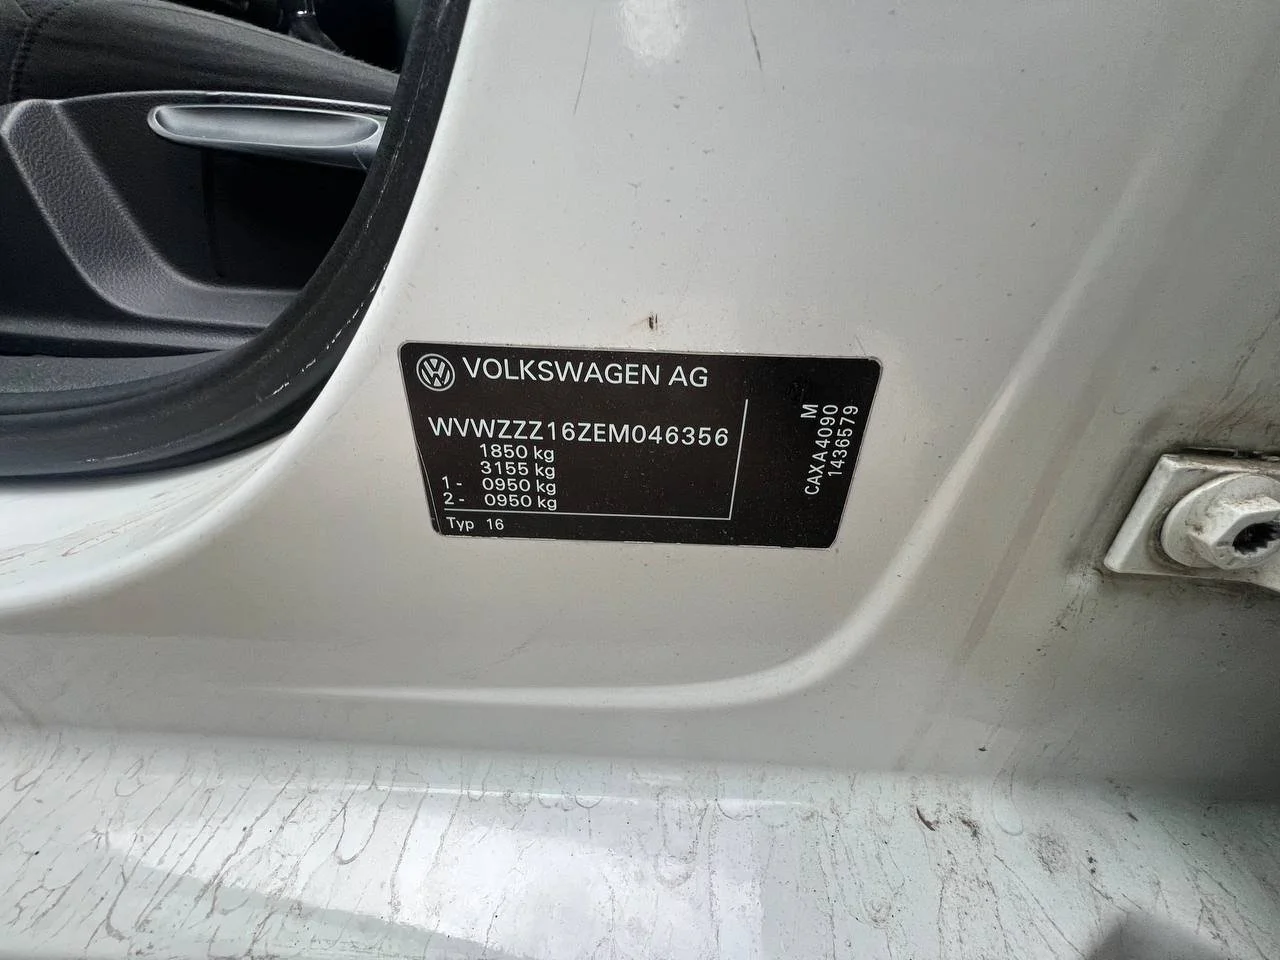 VOLKSWAGEN AG
WVWZZZ16ZEM046356
1850 kg
3155 kg
1 - 0950 kg
2 - 0950 kg
Typ 16
M
CAXA4090
1436579